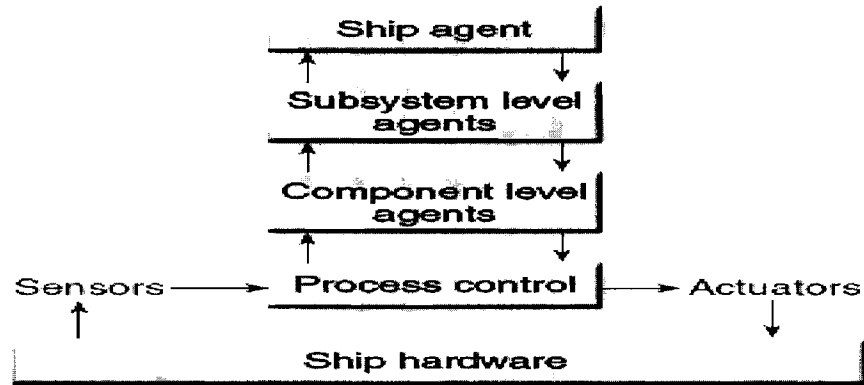 Ship agent
Subsystem level
agents
Component level
agents
Sensors
Process control
Actuators
Ship hardware